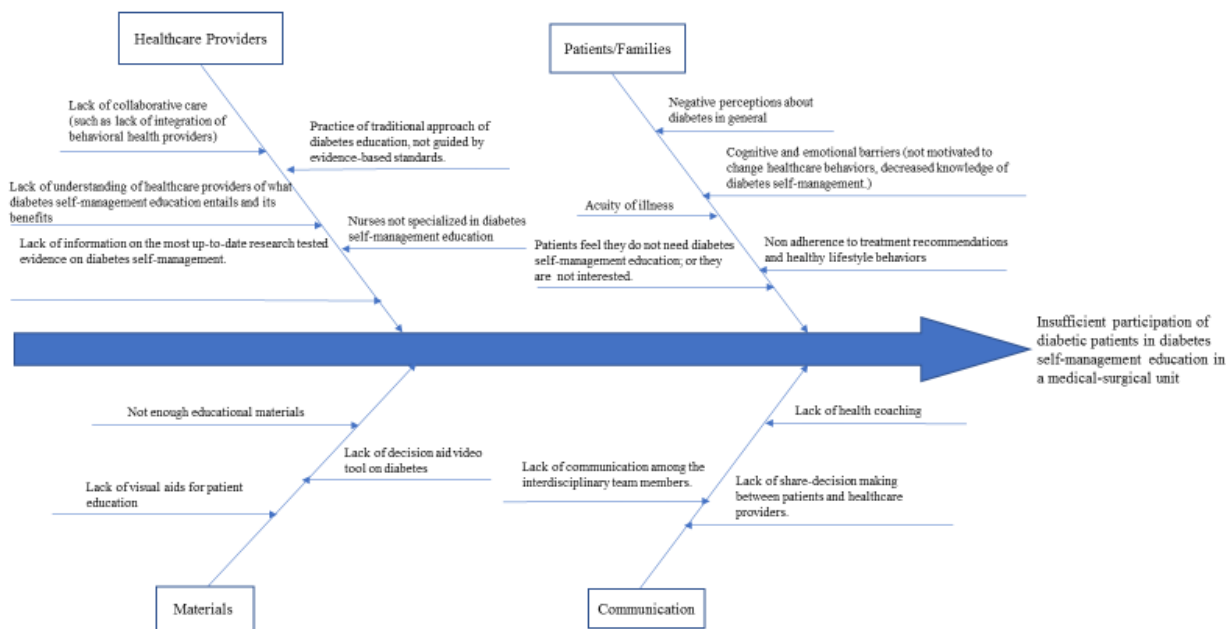 Healthcare Providers
Patients/Families
Lack of collaborative care
(such as lack of integration of
behavioral health providers)
Practice of traditional approach of
diabetes education, not guided by
evidence-based standards.
Lack of understanding of healthcare providers of what
diabetes self-management education entails and its
benefits
Nurses not specialized in diabetes
self-management education
Lack of information on the most up-to-date research tested
evidence on diabetes self-management.
Negative perceptions about
diabetes in general
Cognitive and emotional barriers (not motivated to
change healthcare behaviors, decreased knowledge of
diabetes self-management.)
Acuity of illness
Patients feel they do not need diabetes
self-management education; or they
are not interested.
Non adherence to treatment recommendations
and healthy lifestyle behaviors
Insufficient participation of
diabetic patients in diabetes
self-management education in
a medical-surgical unit
Not enough educational materials
Lack of decision aid video
tool on diabetes
Lack of visual aids for patient
education
Lack of health coaching
Lack of communication among the
interdisciplinary team members.
Lack of share-decision making
between patients and healthcare
providers.
Materials
Communication